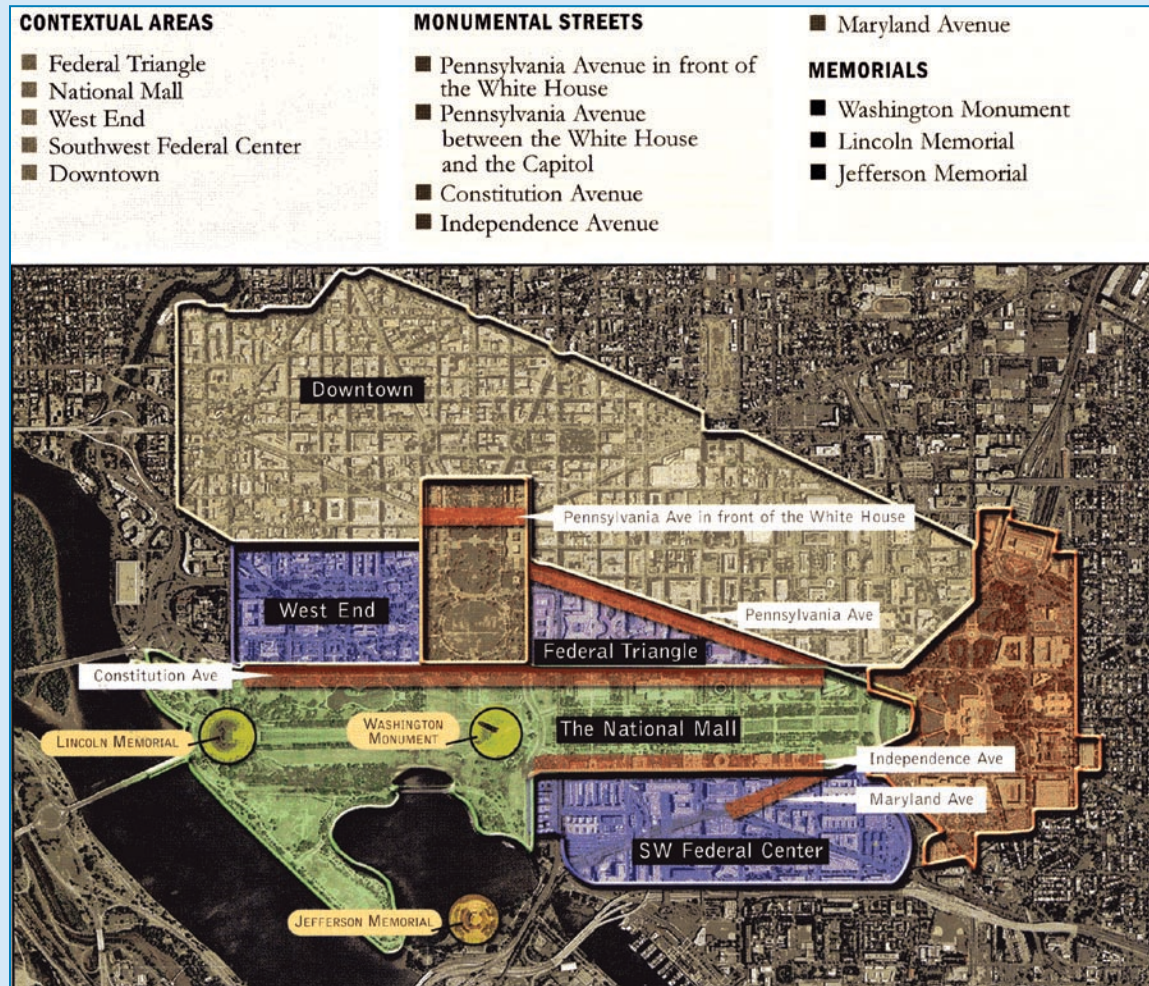 CONTEXTUAL AREAS
Federal Triangle
National Mall
West End
Southwest Federal Center
Downtown
MONUMENTAL STREETS
Pennsylvania Avenue in front of
the White House
Pennsylvania Avenue
between the White House
and the Capitol
Constitution Avenue
Independence Avenue
Maryland Avenue
MEMORIALS
Washington Monument
Lincoln Memorial
Jefferson Memorial
Downtown
Pennsylvania Ave in front of the White House
West End
Pennsylvania Ave
Federal Triangle
Constitution Ave
LINCOLN MEMORIAL
WASHINGTON
MONUMENT
The National Mall
Independence Ave
Maryland Ave
SW Federal Center
JEFFERSON MEMORIAL